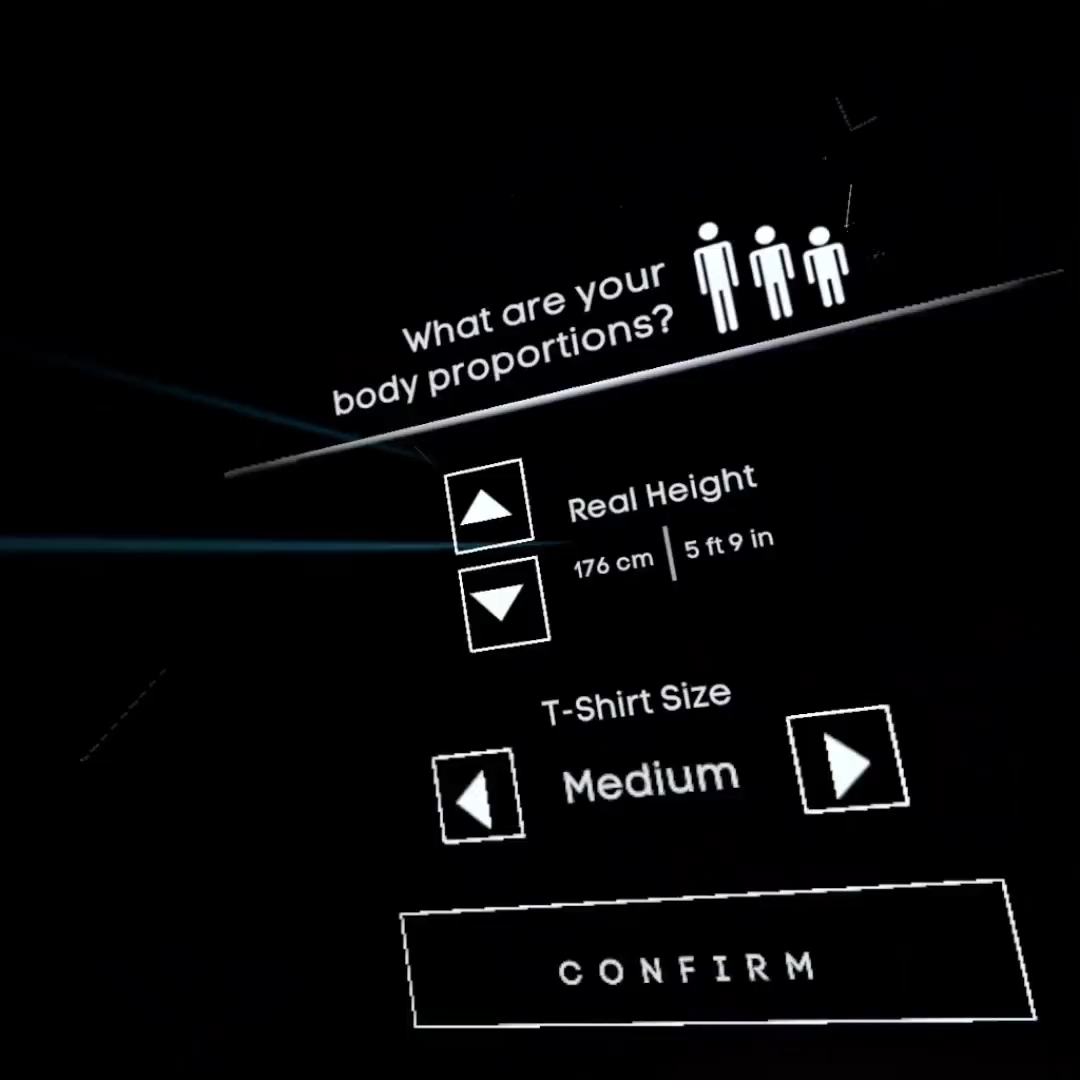 What are your
body proportions?
Real Height
176 cm | 5 ft 9 in
T-Shirt Size
Medium
CONFIRM